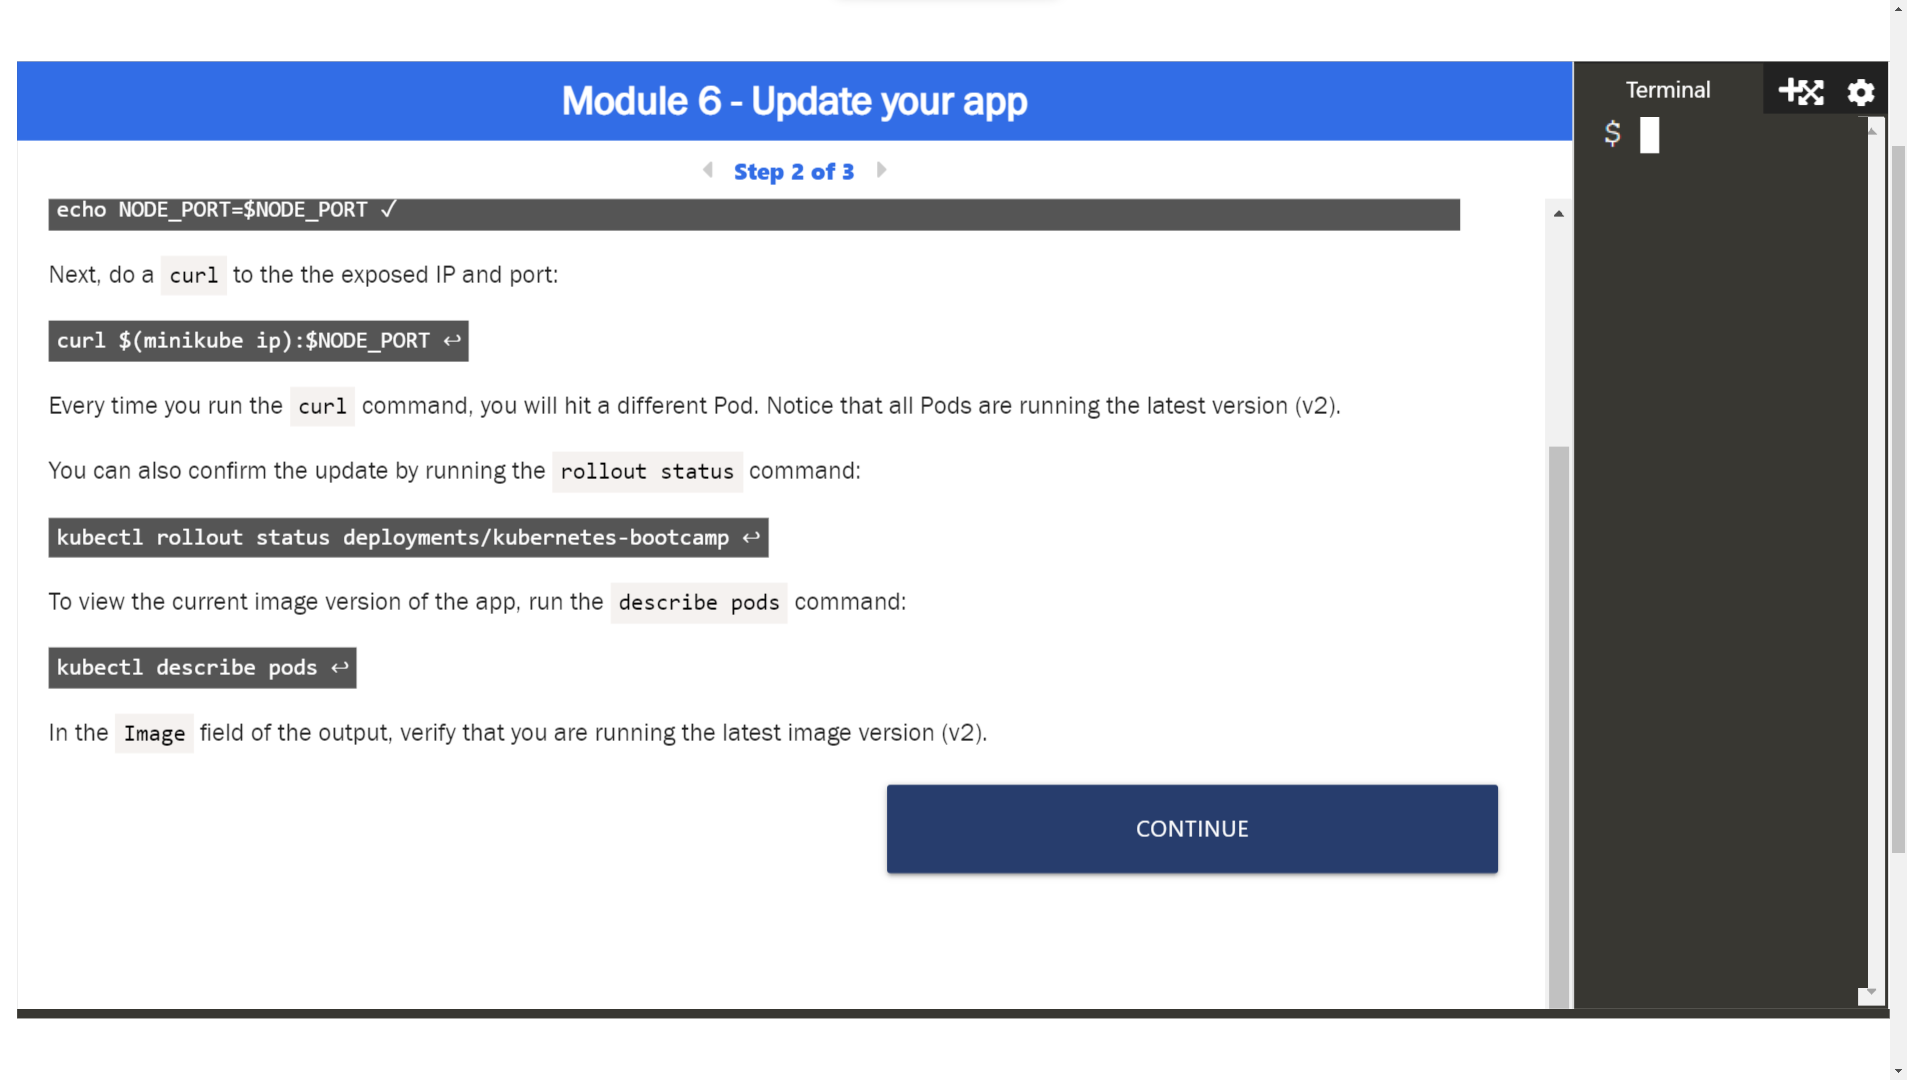 Module 6 - Update your app
Step 2 of 3
echo NODE_PORT=$NODE_PORT ✓
Next, do a curl to the the exposed IP and port:
curl $(minikube ip):$NODE_PORT ↩
Every time you run the curl command, you will hit a different Pod. Notice that all Pods are running the latest version (v2).
You can also confirm the update by running the rollout status command:
kubectl rollout status deployments/kubernetes-bootcamp ↩
To view the current image version of the app, run the describe pods command:
kubectl describe pods ↩
In the Image field of the output, verify that you are running the latest image version (v2).
CONTINUE
Terminal
$